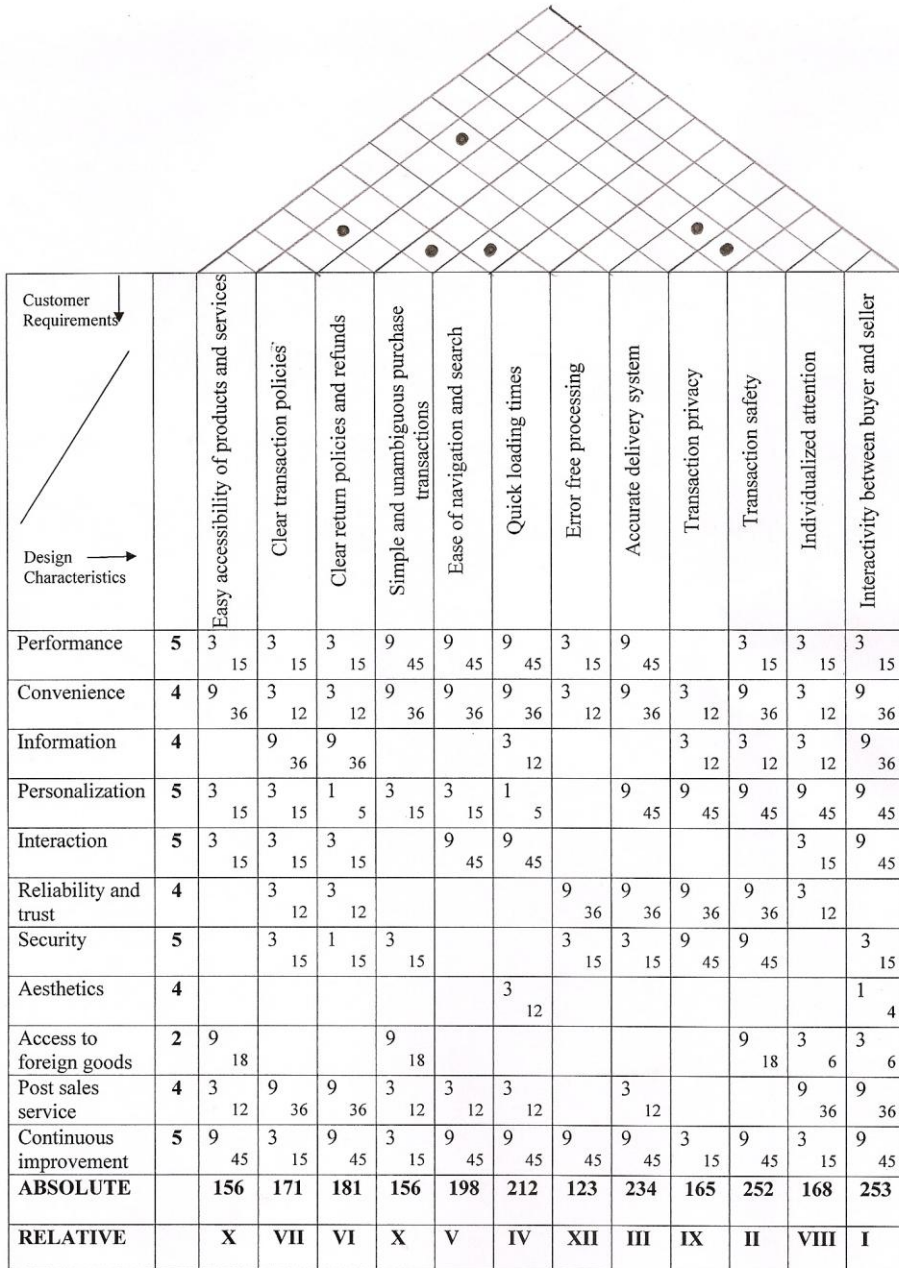 Customer
Requirements
Design
Characteristics
Easy accessibility of products and services
Clear transaction policies
Clear return policies and refunds
Simple and unambiguous purchase
transactions
Ease of navigation and search
Quick loading times
Error free processing
Accurate delivery system
Transaction privacy
Transaction safety
Individualized attention
Interactivity between buyer and seller
Performance 5 3 3 3 9 9 9 3 9 3 3 3
15 15 15 45 45 45 15 45 15 15 15
Convenience 4 9 3 3 9 9 9 3 9 3 9 3 9
36 12 12 36 36 36 12 36 12 36 12 36
Information 4 9 9 3 3 3 3 9
36 36 12 12 12 12 36
Personalization 5 3 3 1 3 3 1 9 9 9 9 9
15 15 5 15 15 5 45 45 45 45 45
Interaction 5 3 3 3 9 9 3 9
15 15 15 45 45 15 45
Reliability and 4 3 3 9 9 9 9 3
trust 12 12 36 36 36 36 12
Security 5 3 1 3 3 3 9 9 3
15 15 15 15 15 45 45 15
Aesthetics 4 3 1
12 4
Access to 2 9 9 9 3 3
foreign goods 18 18 18 6 6
Post sales 4 3 9 9 3 3 3 3 9 9
service 12 36 36 12 12 12 12 36 36
Continuous 5 9 3 9 3 9 9 9 9 3 9 3 9
improvement 45 15 45 15 45 45 45 45 15 45 15 45
ABSOLUTE 156 171 181 156 198 212 123 234 165 252 168 253
RELATIVE X VII VI X V IV XII III IX II VIII I